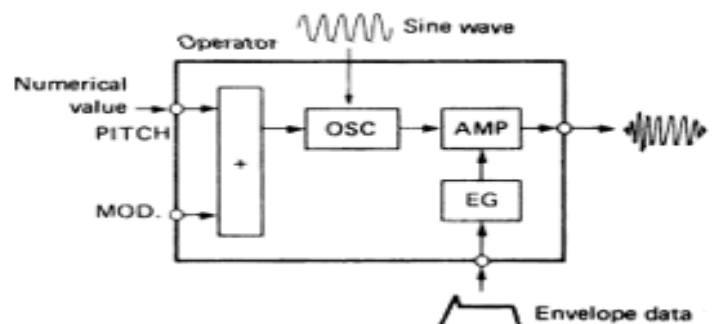 Sine wave
Operator
Numerical
value
PITCH
+
OSC
AMP
MOD.
EG
Envelope data